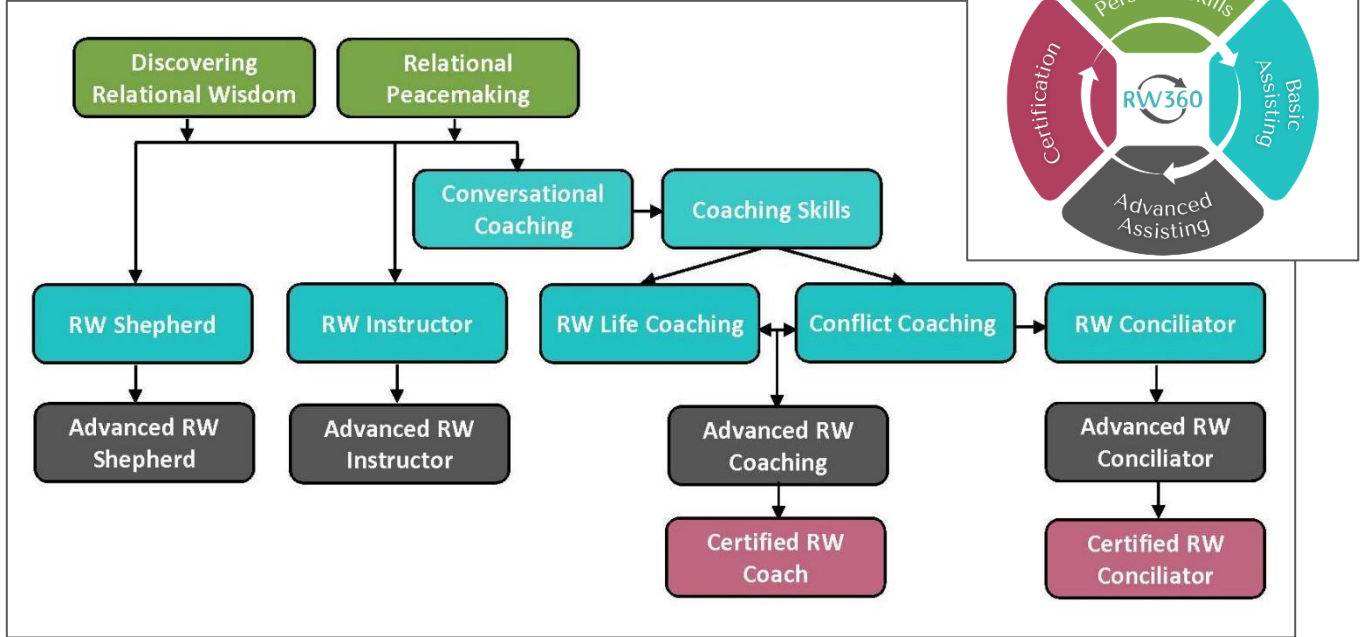 Discovering
Relational Wisdom
Relational
Peacemaking
Conversational
Coaching
Coaching Skills
RW Shepherd
RW Instructor
RW Life Coaching
Conflict Coaching
RW Conciliator
Advanced RW
Shepherd
Advanced RW
Instructor
Advanced RW
Coaching
Advanced RW
Conciliator
Certified RW
Coach
Certified RW
Conciliator
Basic
Assisting
Advanced
Assisting
Certification
RW360